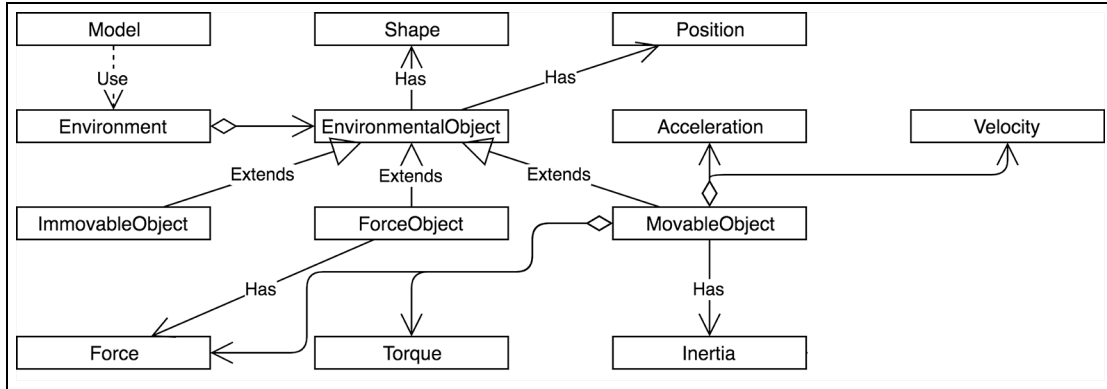 Model
Shape
Position
Use
Has
Has
Environment
EnvironmentalObject
Acceleration
Velocity
Extends
Extends
Extends
ImmovableObject
ForceObject
MovableObject
Has
Has
Force
Torque
Inertia